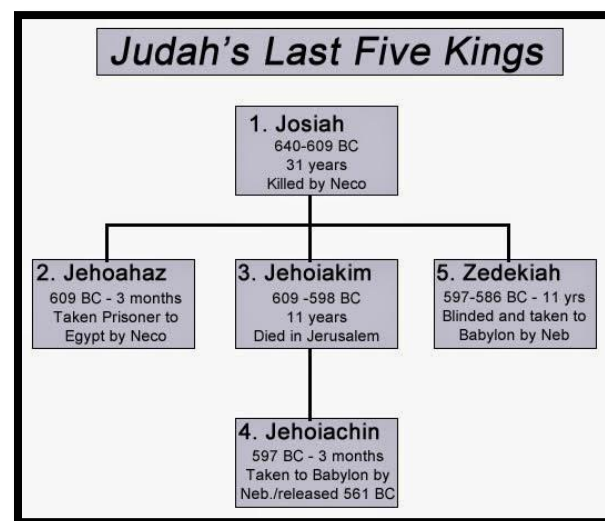 Judah's Last Five Kings
1. Josiah
640-609 BC
31 years
Killed by Neco
2. Jehoahaz
609 BC - 3 months
Taken Prisoner to
Egypt by Neco
3. Jehoiakim
609 -598 BC
11 years
Died in Jerusalem
5. Zedekiah
597-586 BC - 11 yrs
Blinded and taken to
Babylon by Neb
4. Jehoiachin
597 BC - 3 months
Taken to Babylon by
Neb./released 561 BC